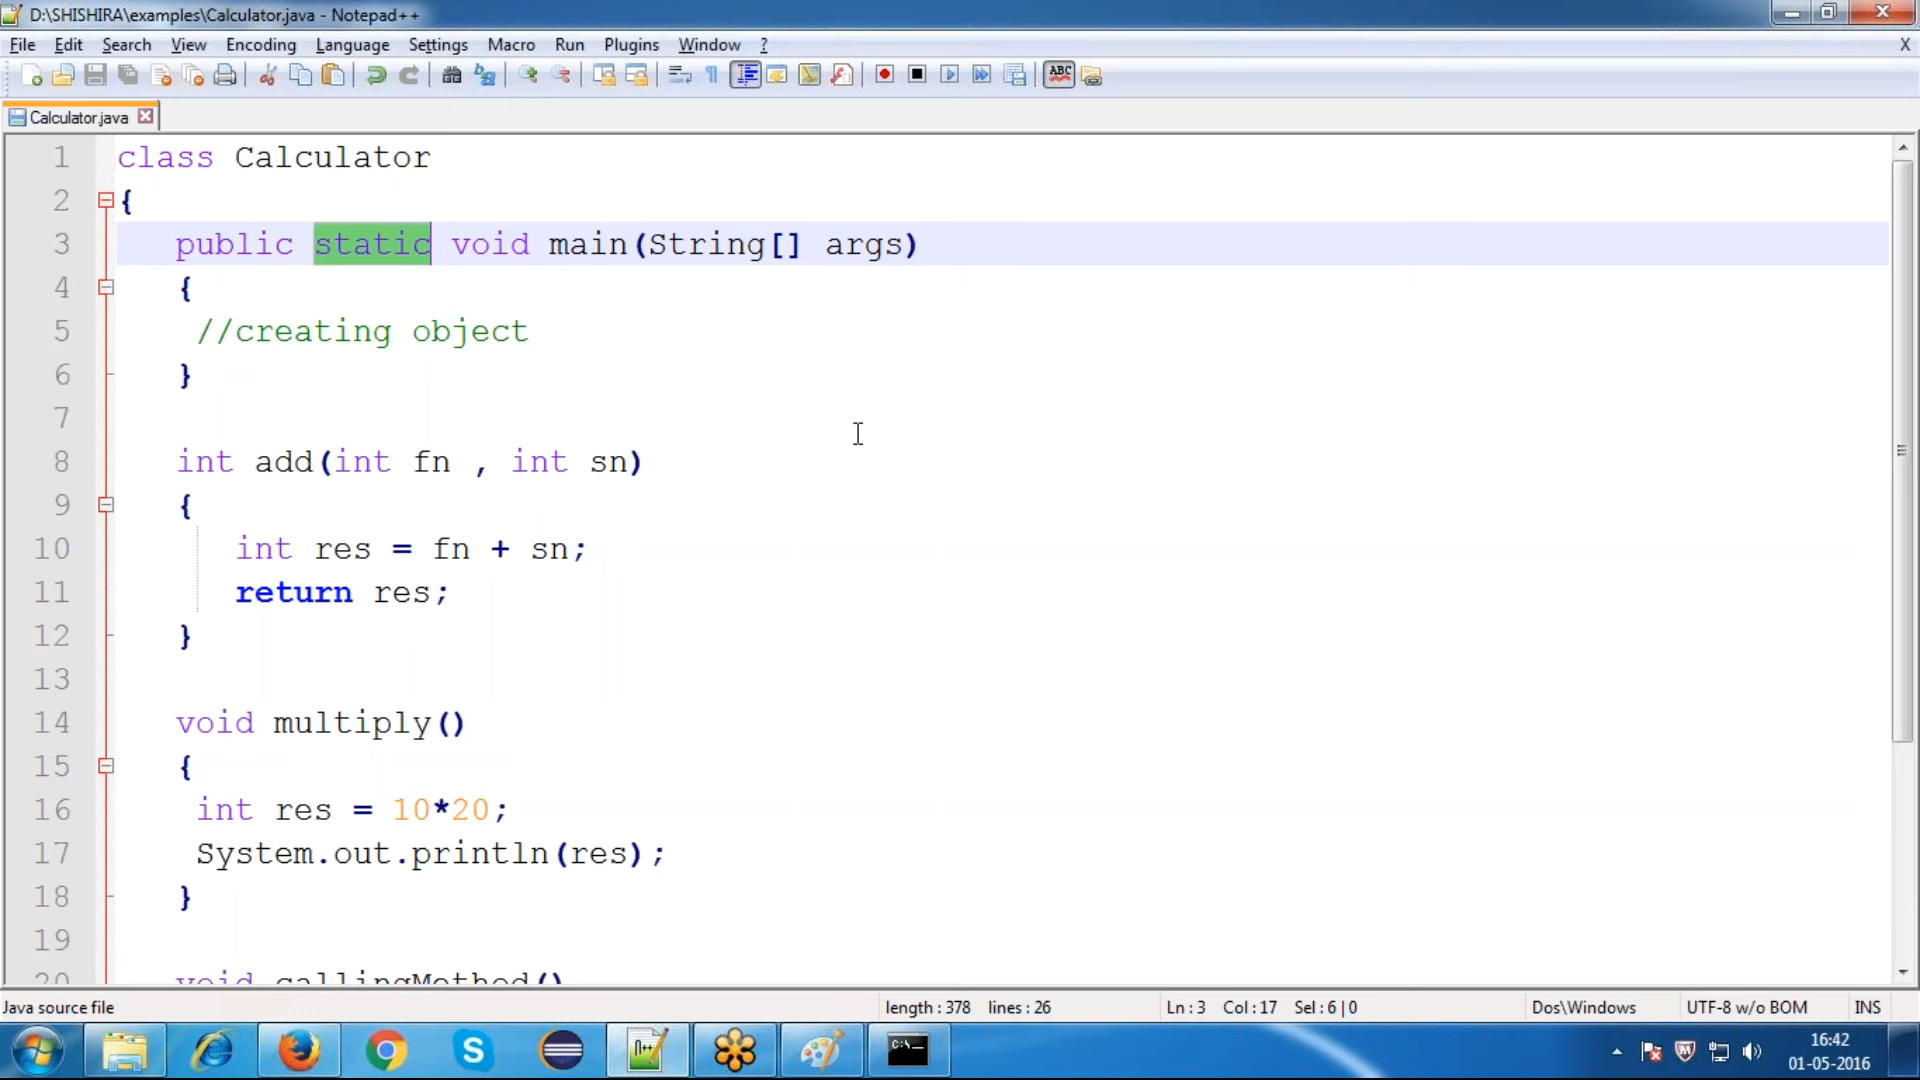 D:\SHISHIRA\examples\Calculator.java - Notepad++
File Edit Search View Encoding Language Settings Macro Run Plugins Window ? X
ABC
Calculator.java
1 class Calculator
2 {
3 public static void main(String[] args)
4 {
5 //creating object
6 }
7
8 int add(int fn , int sn)
9 {
10 int res = fn + sn;
11 return res;
12 }
13
14 void multiply()
15 {
16 int res = 10*20;
17 System.out.println(res);
18 }
19
20 void callingMethod()
Java source file length : 378 lines : 26 Ln : 3 Col : 17 Sel : 6 | 0 Dos\Windows UTF-8 w/o BOM INS
16:42
01-05-2016